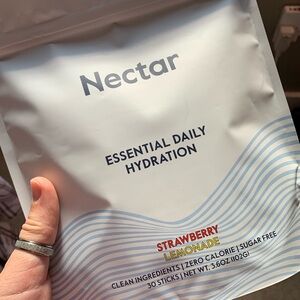 Nectar
ESSENTIAL DAILY
HYDRATION
STRAWBERRY
LEMONADE
CLEAN INGREDIENTS | ZERO CALORIE | SUGAR FREE
30 STICKS | NET WT. 3.6OZ (102G)